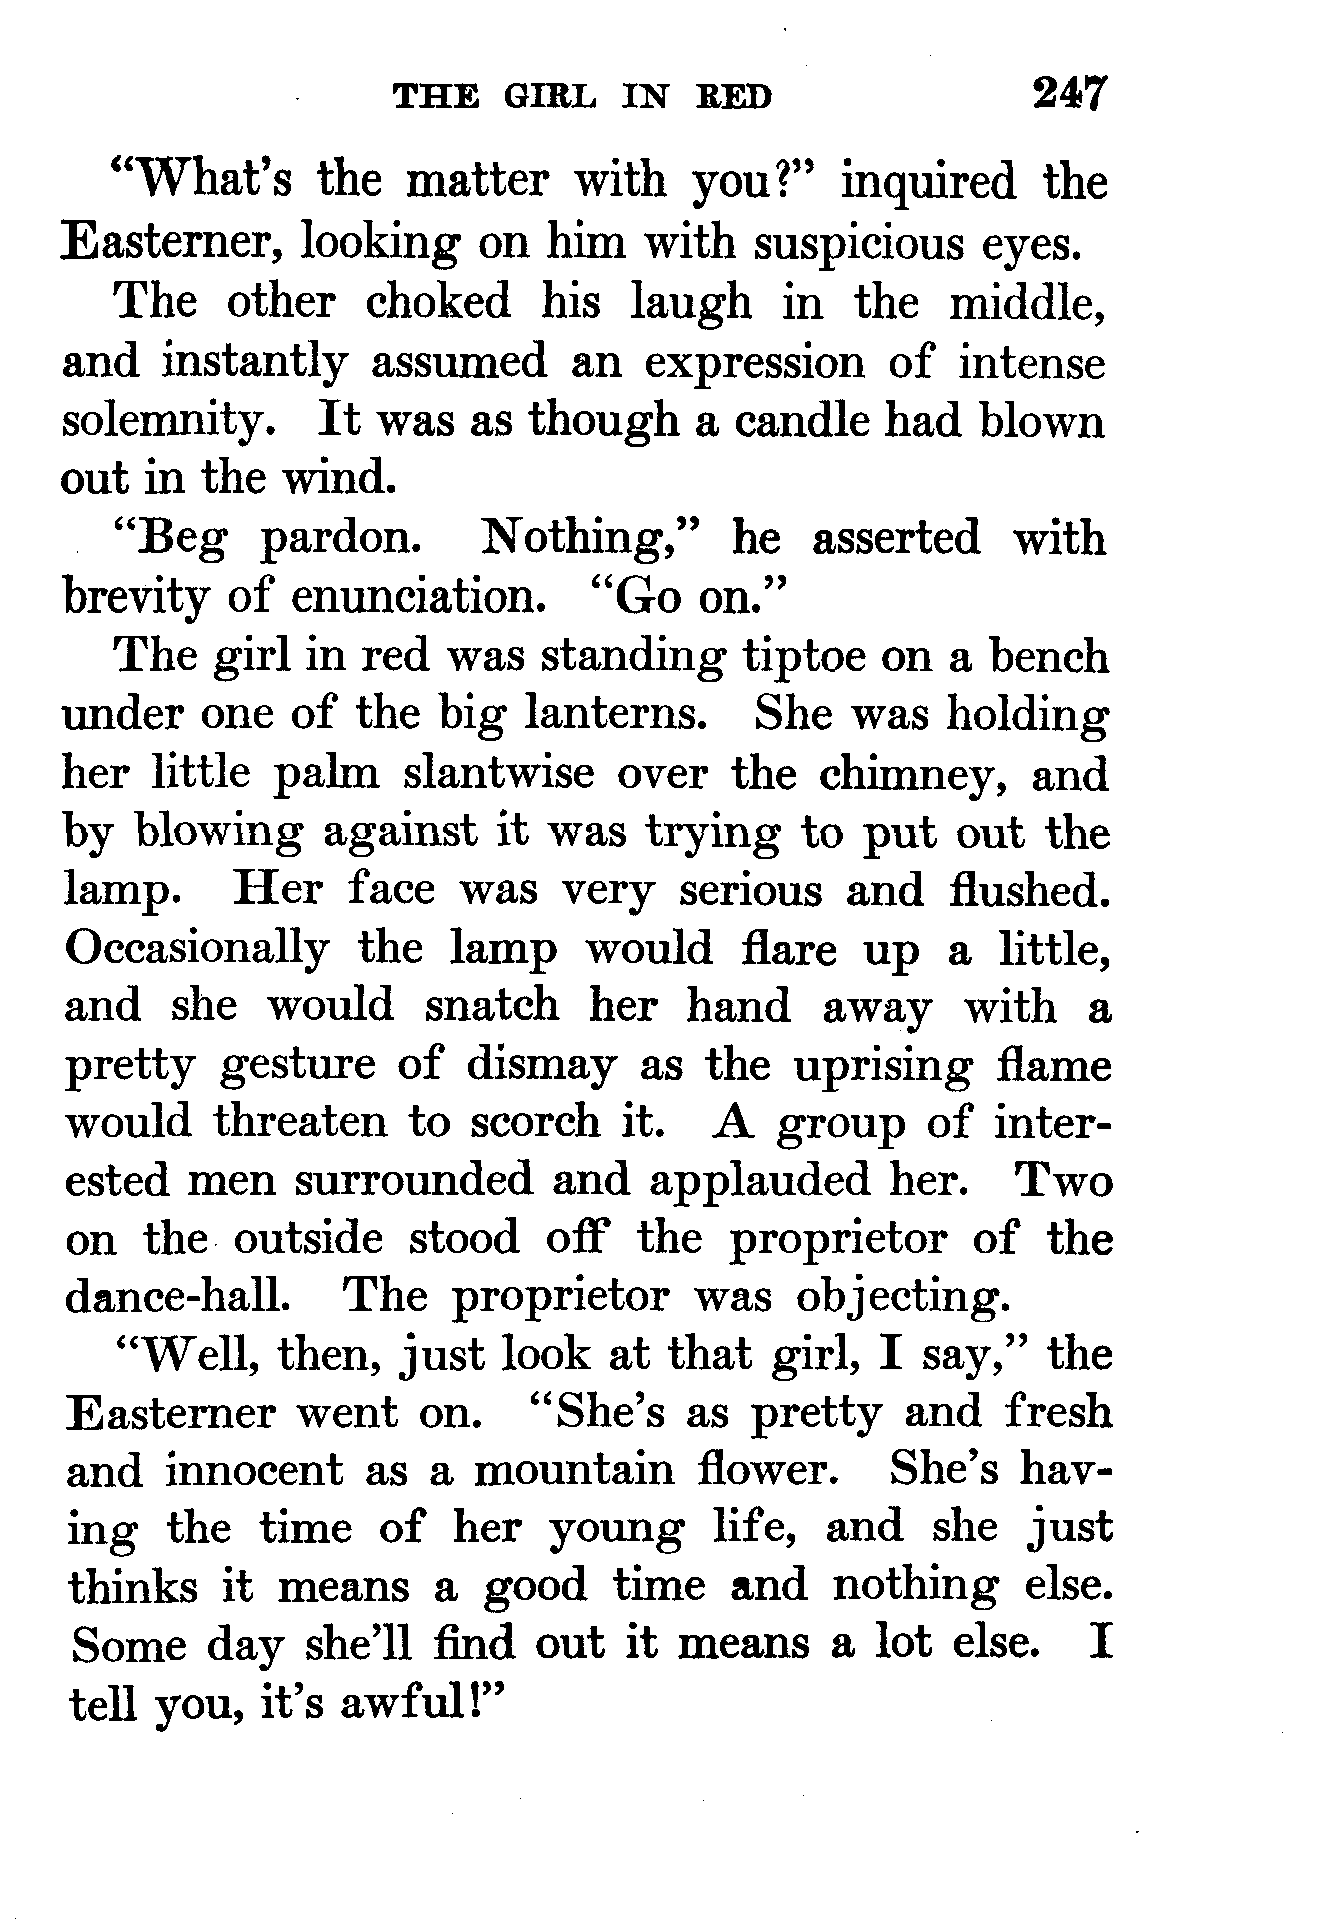 THE GIRL IN RED 247
“What’s the matter with you?” inquired the
Easterner, looking on him with suspicious eyes.
The other choked his laugh in the middle,
and instantly assumed an expression of intense
solemnity. It was as though a candle had blown
out in the wind.
“Beg pardon. Nothing,” he asserted with
brevity of enunciation. “Go on.”
The girl in red was standing tiptoe on a bench
under one of the big lanterns. She was holding
her little palm slantwise over the chimney, and
by blowing against it was trying to put out the
lamp. Her face was very serious and flushed.
Occasionally the lamp would flare up a little,
and she would snatch her hand away with a
pretty gesture of dismay as the uprising flame
would threaten to scorch it. A group of inter-
ested men surrounded and applauded her. Two
on the outside stood off the proprietor of the
dance-hall. The proprietor was objecting.
“Well, then, just look at that girl, I say,” the
Easterner went on. “She’s as pretty and fresh
and innocent as a mountain flower. She’s hav-
ing the time of her young life, and she just
thinks it means a good time and nothing else.
Some day she’ll find out it means a lot else. I
tell you, it’s awful!”